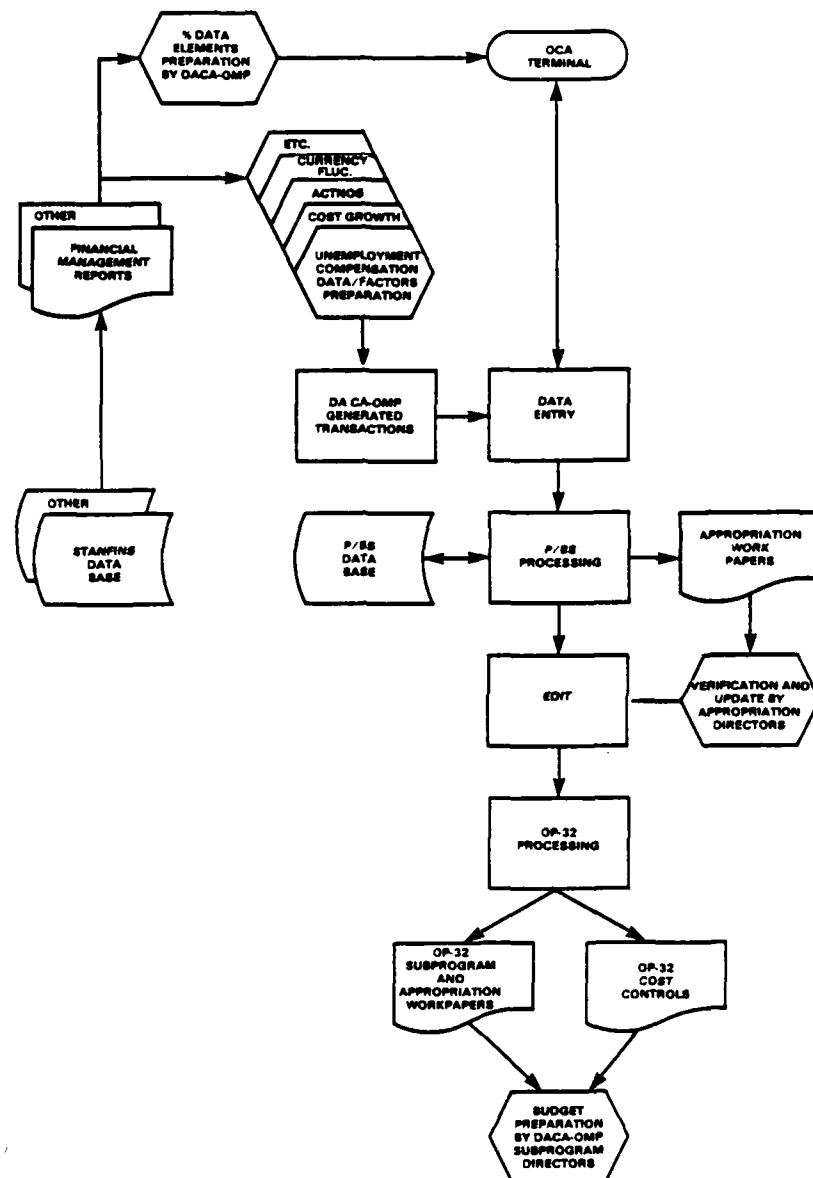 % DATA
ELEMENTS
PREPARATION
BY DACA-OMP
OCA
TERMINAL
ETC.
CURRENCY
FLUC.
ACTNOS
COST GROWTH
UNEMPLOYMENT
COMPENSATION
DATA/FACTORS
PREPARATION
OTHER
FINANCIAL
MANAGEMENT
REPORTS
DA CA-OMP
GENERATED
TRANSACTIONS
DATA
ENTRY
OTHER
STANFINS
DATA
BASE
P/BS
DATA
BASE
P/BS
PROCESSING
APPROPRIATION
WORK
PAPERS
EDIT
VERIFICATION AND
UPDATE BY
APPROPRIATION
DIRECTORS
OP-32
PROCESSING
OP-32
SUBPROGRAM
AND
APPROPRIATION
WORKPAPERS
OP-32
COST
CONTROLS
BUDGET
PREPARATION
BY DACA-OMP
SUBPROGRAM
DIRECTORS